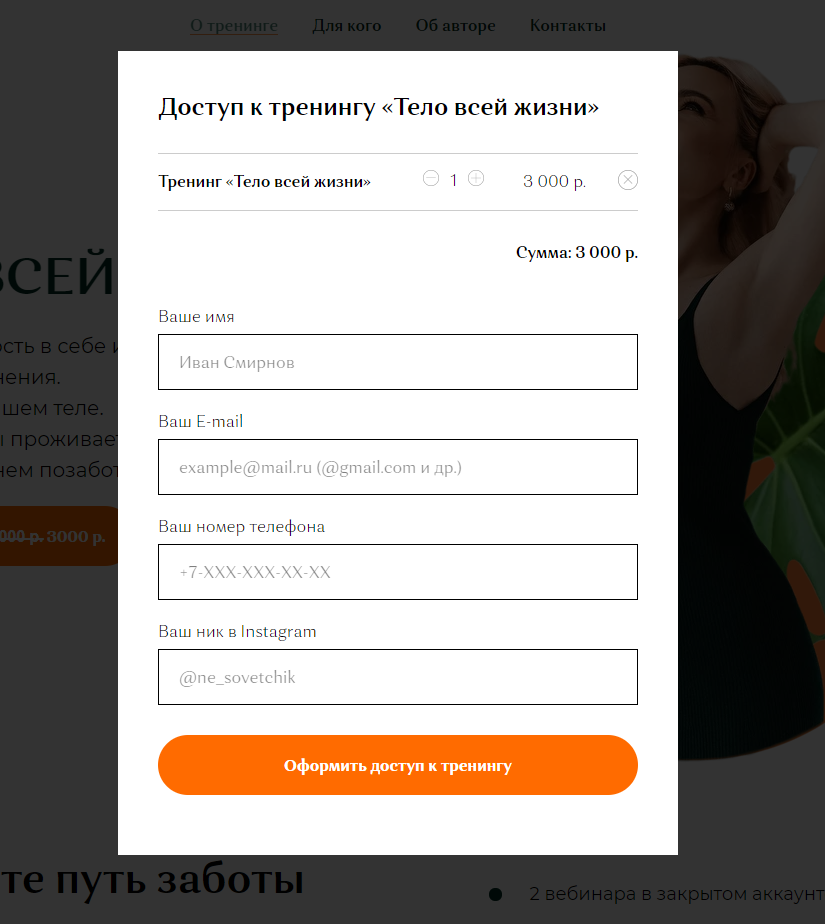 О тренинге Для кого Об авторе Контакты
Доступ к тренингу «Тело всей жизни»
Тренинг «Тело всей жизни» 1 3 000 р.
Сумма: 3 000 р.
ВСЕЙ
Ваше имя
Иван Смирнов
ость в себе и
нения.
шем теле.
ы проживает
нем позабот
Ваш E-mail
example@mail.ru (@gmail.com и др.)
000 р. 3000 р.
Ваш номер телефона
+7-XXX-XXX-XX-XX
Ваш ник в Instagram
@ne_sovetchik
Оформить доступ к тренингу
те путь заботы
2 вебинара в закрытом аккаунт